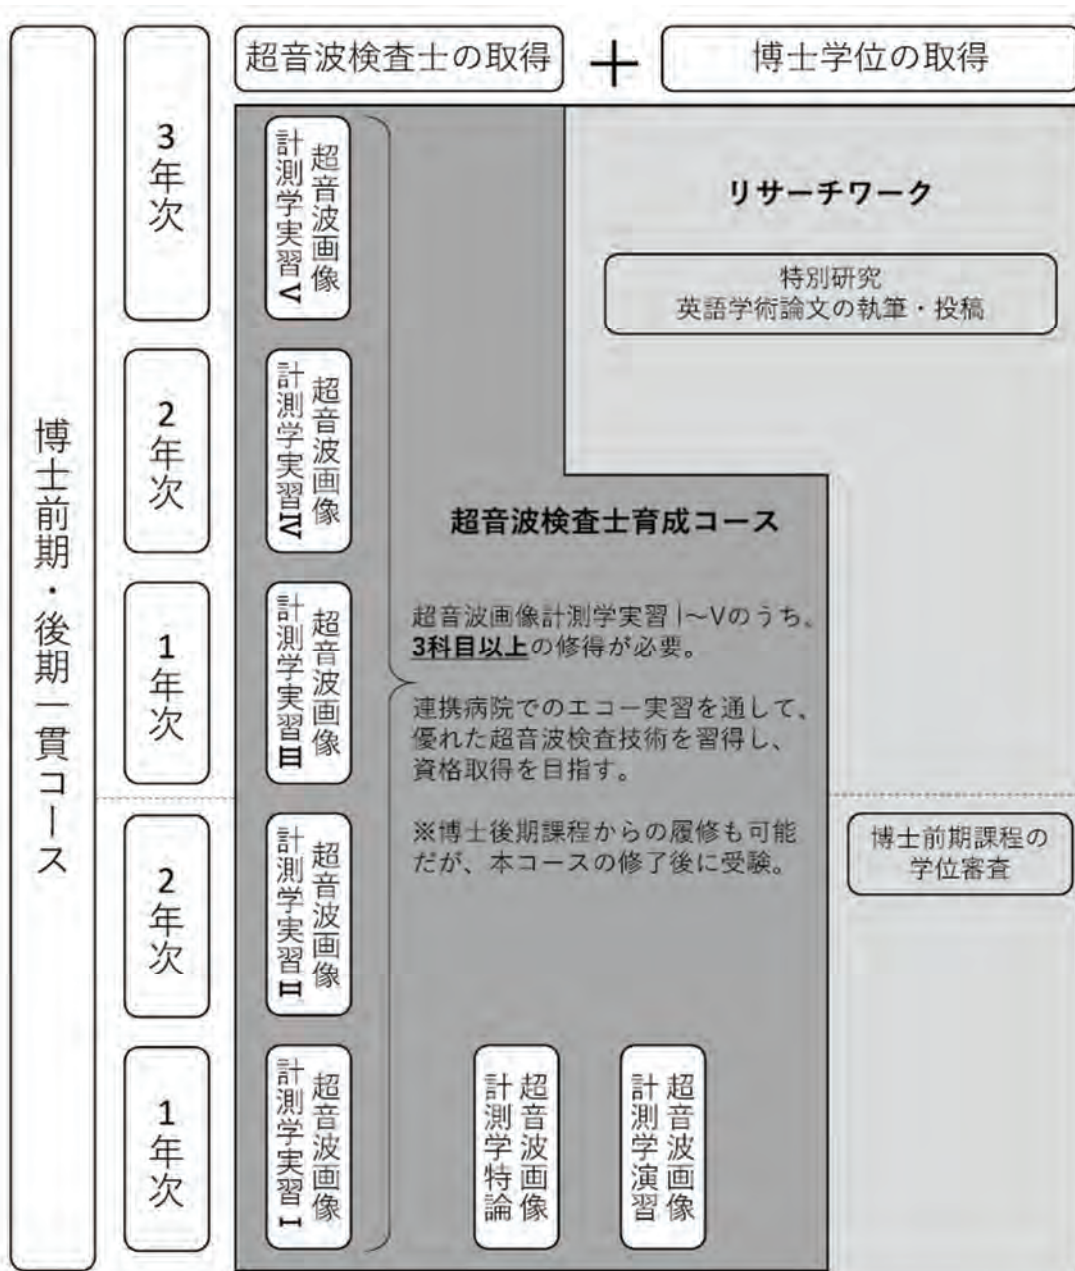 超音波検査士の取得
＋
博士学位の取得
博士前期・後期一貫コース
3年次
超音波画像
計測学実習V
リサーチワーク
特別研究
英語学術論文の執筆・投稿
2年次
超音波画像
計測学実習IV
超音波検査士育成コース
1年次
超音波画像
計測学実習III
超音波画像計測学実習I～Vのうち、
3科目以上の修得が必要。
連携病院でのエコー実習を通して、
優れた超音波検査技術を習得し、
資格取得を目指す。
※博士後期課程からの履修も可能
だが、本コースの修了後に受験。
2年次
超音波画像
計測学実習II
博士前期課程の
学位審査
1年次
超音波画像
計測学実習I
超音波画像
計測学特論
超音波画像
計測学演習